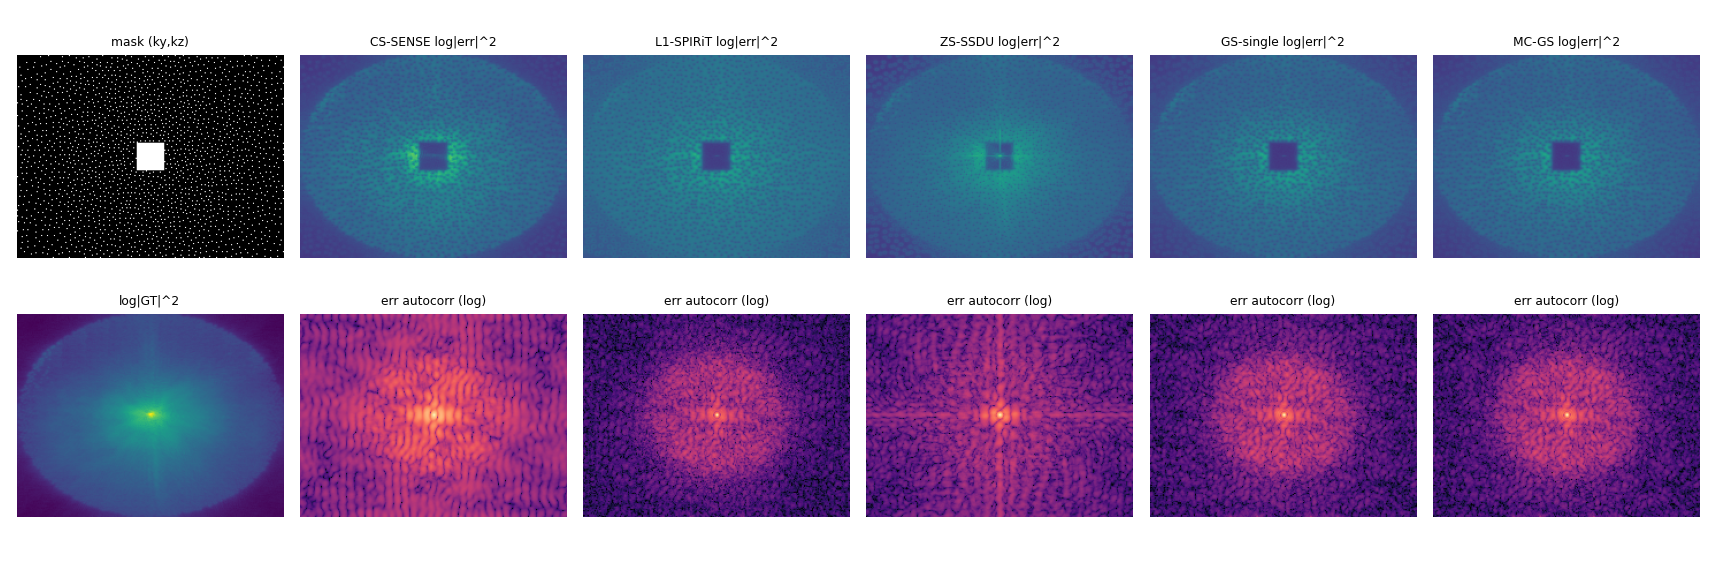 mask (ky,kz)
CS-SENSE log|err|^2
L1-SPIRiT log|err|^2
ZS-SSDU log|err|^2
GS-single log|err|^2
MC-GS log|err|^2
log|GT|^2
err autocorr (log)
err autocorr (log)
err autocorr (log)
err autocorr (log)
err autocorr (log)